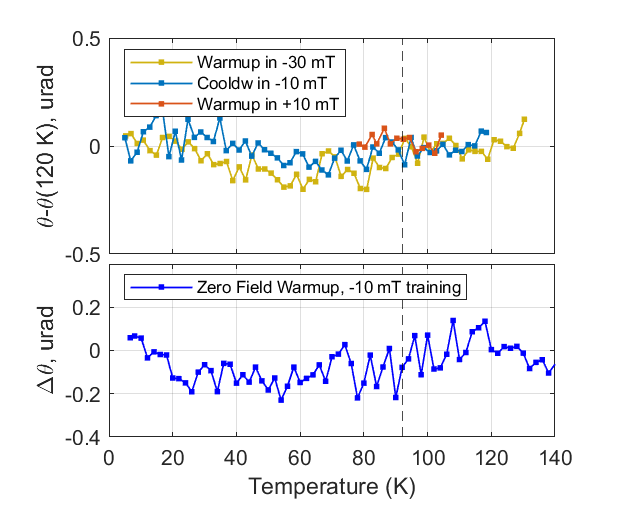 0.5
Warmup in -30 mT
Cooldw in -10 mT
Warmup in +10 mT
0
-0.5
θ-θ(120 K), urad
Zero Field Warmup, -10 mT training
0.2
0
-0.2
-0.4
Δθ, urad
0 20 40 60 80 100 120 140
Temperature (K)